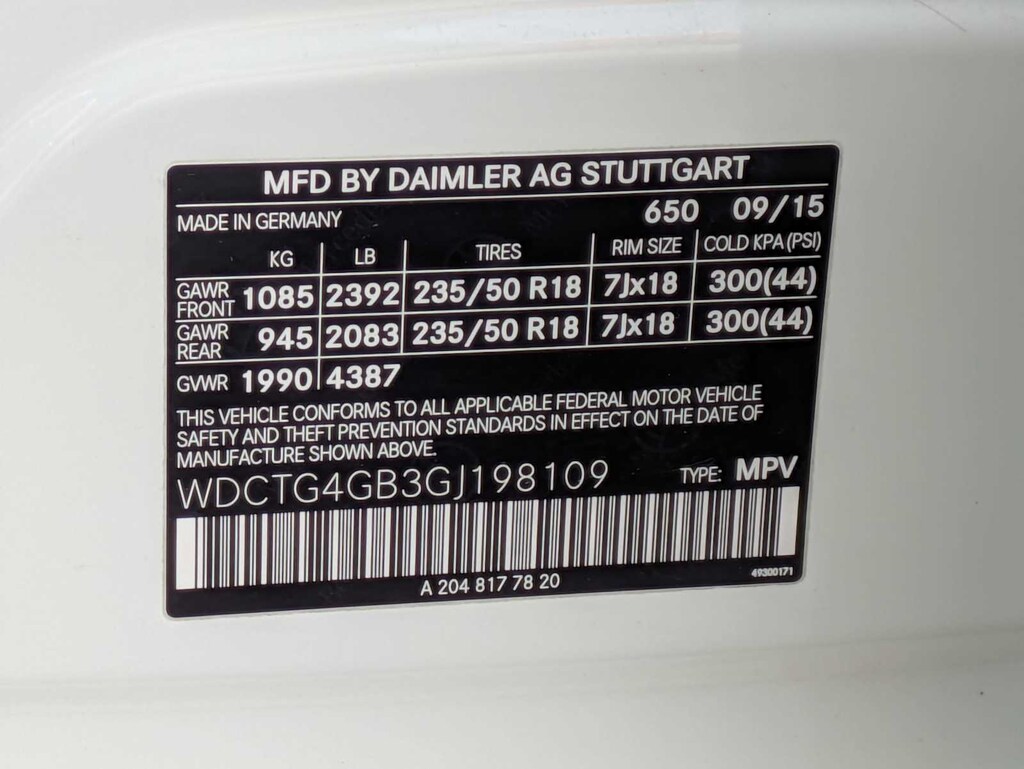 MFD BY DAIMLER AG STUTTGART
MADE IN GERMANY 650 09/15
KG LB TIRES RIM SIZE COLD KPA (PSI)
GAWR FRONT 1085 2392 235/50 R18 7Jx18 300(44)
GAWR REAR 945 2083 235/50 R18 7Jx18 300(44)
GVWR 1990 4387
THIS VEHICLE CONFORMS TO ALL APPLICABLE FEDERAL MOTOR VEHICLE
SAFETY AND THEFT PREVENTION STANDARDS IN EFFECT ON THE DATE OF
MANUFACTURE SHOWN ABOVE.
WDCTG4GB3GJ198109 TYPE: MPV
A 204 817 78 20 49300171